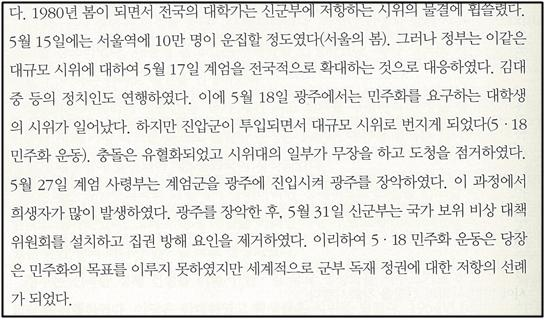 다. 1980년 봄이 되면서 전국의 대학가는 신군부에 저항하는 시위의 물결에 휩쓸렸다.
5월 15일에는 서울역에 10만 명이 운집할 정도였다(서울의 봄). 그러나 정부는 이같은
대규모 시위에 대하여 5월 17일 계엄을 전국적으로 확대하는 것으로 대응하였다. 김대
중 등의 정치인도 연행하였다. 이에 5월 18일 광주에서는 민주화를 요구하는 대학생
의 시위가 일어났다. 하지만 진압군이 투입되면서 대규모 시위로 번지게 되었다(5·18
민주화 운동). 충돌은 유혈화되었고 시위대의 일부가 무장을 하고 도청을 점거하였다.
5월 27일 계엄 사령부는 계엄군을 광주에 진입시켜 광주를 장악하였다. 이 과정에서
희생자가 많이 발생하였다. 광주를 장악한 후, 5월 31일 신군부는 국가 보위 비상 대책
위원회를 설치하고 집권 방해 요인을 제거하였다. 이리하여 5·18 민주화 운동은 당장
은 민주화의 목표를 이루지 못하였지만 세계적으로 군부 독재 정권에 대한 저항의 선례
가 되었다.